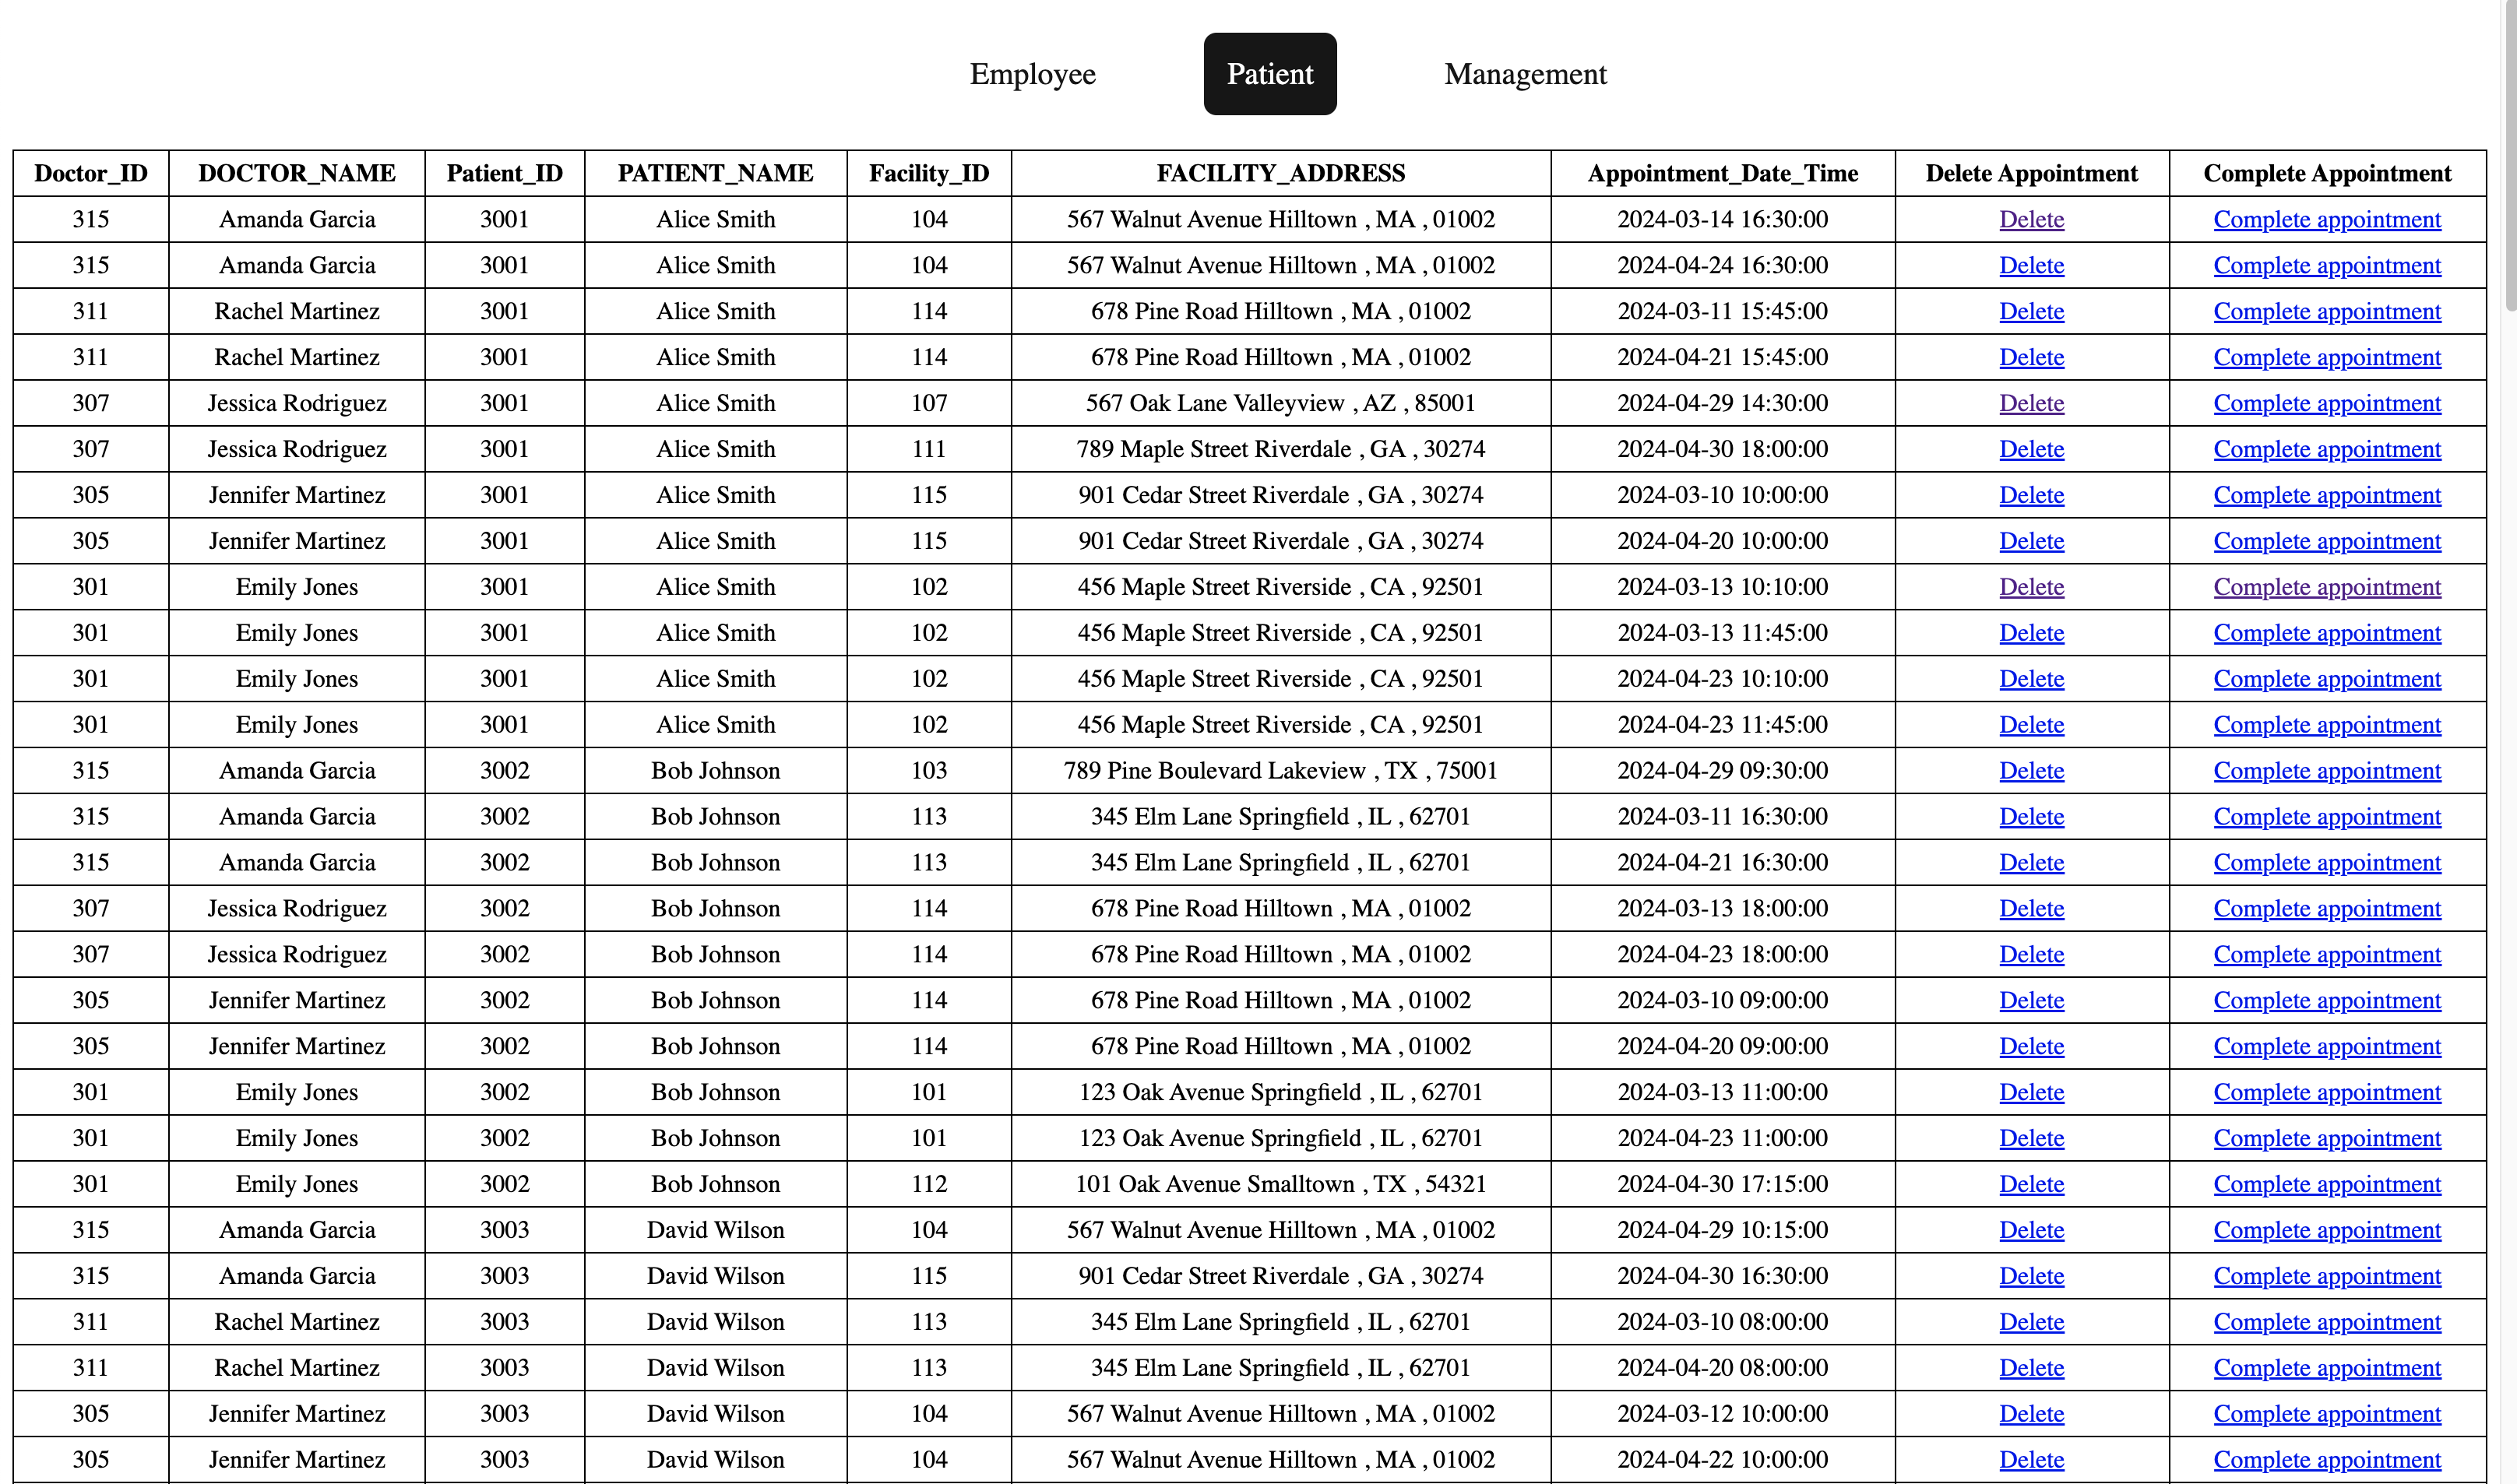 Employee Patient Management
Doctor_ID DOCTOR_NAME Patient_ID PATIENT_NAME Facility_ID FACILITY_ADDRESS Appointment_Date_Time Delete Appointment Complete Appointment
315 Amanda Garcia 3001 Alice Smith 104 567 Walnut Avenue Hilltown , MA , 01002 2024-03-14 16:30:00 Delete Complete appointment
315 Amanda Garcia 3001 Alice Smith 104 567 Walnut Avenue Hilltown , MA , 01002 2024-04-24 16:30:00 Delete Complete appointment
311 Rachel Martinez 3001 Alice Smith 114 678 Pine Road Hilltown , MA , 01002 2024-03-11 15:45:00 Delete Complete appointment
311 Rachel Martinez 3001 Alice Smith 114 678 Pine Road Hilltown , MA , 01002 2024-04-21 15:45:00 Delete Complete appointment
307 Jessica Rodriguez 3001 Alice Smith 107 567 Oak Lane Valleyview , AZ , 85001 2024-04-29 14:30:00 Delete Complete appointment
307 Jessica Rodriguez 3001 Alice Smith 111 789 Maple Street Riverdale , GA , 30274 2024-04-30 18:00:00 Delete Complete appointment
305 Jennifer Martinez 3001 Alice Smith 115 901 Cedar Street Riverdale , GA , 30274 2024-03-10 10:00:00 Delete Complete appointment
305 Jennifer Martinez 3001 Alice Smith 115 901 Cedar Street Riverdale , GA , 30274 2024-04-20 10:00:00 Delete Complete appointment
301 Emily Jones 3001 Alice Smith 102 456 Maple Street Riverside , CA , 92501 2024-03-13 10:10:00 Delete Complete appointment
301 Emily Jones 3001 Alice Smith 102 456 Maple Street Riverside , CA , 92501 2024-03-13 11:45:00 Delete Complete appointment
301 Emily Jones 3001 Alice Smith 102 456 Maple Street Riverside , CA , 92501 2024-04-23 10:10:00 Delete Complete appointment
301 Emily Jones 3001 Alice Smith 102 456 Maple Street Riverside , CA , 92501 2024-04-23 11:45:00 Delete Complete appointment
315 Amanda Garcia 3002 Bob Johnson 103 789 Pine Boulevard Lakeview , TX , 75001 2024-04-29 09:30:00 Delete Complete appointment
315 Amanda Garcia 3002 Bob Johnson 113 345 Elm Lane Springfield , IL , 62701 2024-03-11 16:30:00 Delete Complete appointment
315 Amanda Garcia 3002 Bob Johnson 113 345 Elm Lane Springfield , IL , 62701 2024-04-21 16:30:00 Delete Complete appointment
307 Jessica Rodriguez 3002 Bob Johnson 114 678 Pine Road Hilltown , MA , 01002 2024-03-13 18:00:00 Delete Complete appointment
307 Jessica Rodriguez 3002 Bob Johnson 114 678 Pine Road Hilltown , MA , 01002 2024-04-23 18:00:00 Delete Complete appointment
305 Jennifer Martinez 3002 Bob Johnson 114 678 Pine Road Hilltown , MA , 01002 2024-03-10 09:00:00 Delete Complete appointment
305 Jennifer Martinez 3002 Bob Johnson 114 678 Pine Road Hilltown , MA , 01002 2024-04-20 09:00:00 Delete Complete appointment
301 Emily Jones 3002 Bob Johnson 101 123 Oak Avenue Springfield , IL , 62701 2024-03-13 11:00:00 Delete Complete appointment
301 Emily Jones 3002 Bob Johnson 101 123 Oak Avenue Springfield , IL , 62701 2024-04-23 11:00:00 Delete Complete appointment
301 Emily Jones 3002 Bob Johnson 112 101 Oak Avenue Smalltown , TX , 54321 2024-04-30 17:15:00 Delete Complete appointment
315 Amanda Garcia 3003 David Wilson 104 567 Walnut Avenue Hilltown , MA , 01002 2024-04-29 10:15:00 Delete Complete appointment
315 Amanda Garcia 3003 David Wilson 115 901 Cedar Street Riverdale , GA , 30274 2024-04-30 16:30:00 Delete Complete appointment
311 Rachel Martinez 3003 David Wilson 113 345 Elm Lane Springfield , IL , 62701 2024-03-10 08:00:00 Delete Complete appointment
311 Rachel Martinez 3003 David Wilson 113 345 Elm Lane Springfield , IL , 62701 2024-04-20 08:00:00 Delete Complete appointment
305 Jennifer Martinez 3003 David Wilson 104 567 Walnut Avenue Hilltown , MA , 01002 2024-03-12 10:00:00 Delete Complete appointment
305 Jennifer Martinez 3003 David Wilson 104 567 Walnut Avenue Hilltown , MA , 01002 2024-04-22 10:00:00 Delete Complete appointment